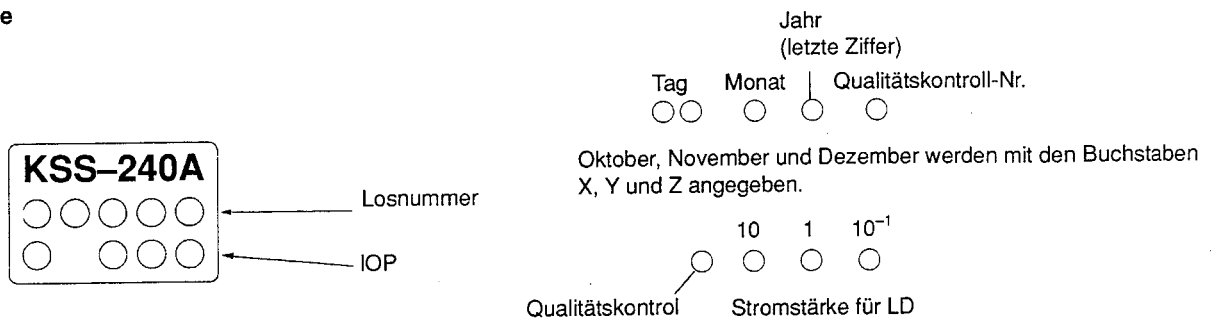 e
Jahr
(letzte Ziffer)
Tag Monat Qualitätskontroll-Nr.
Oktober, November und Dezember werden mit den Buchstaben
X, Y und Z angegeben.
KSS–240A
Losnummer
IOP
10 1 10⁻¹
Qualitätskontrol Stromstärke für LD